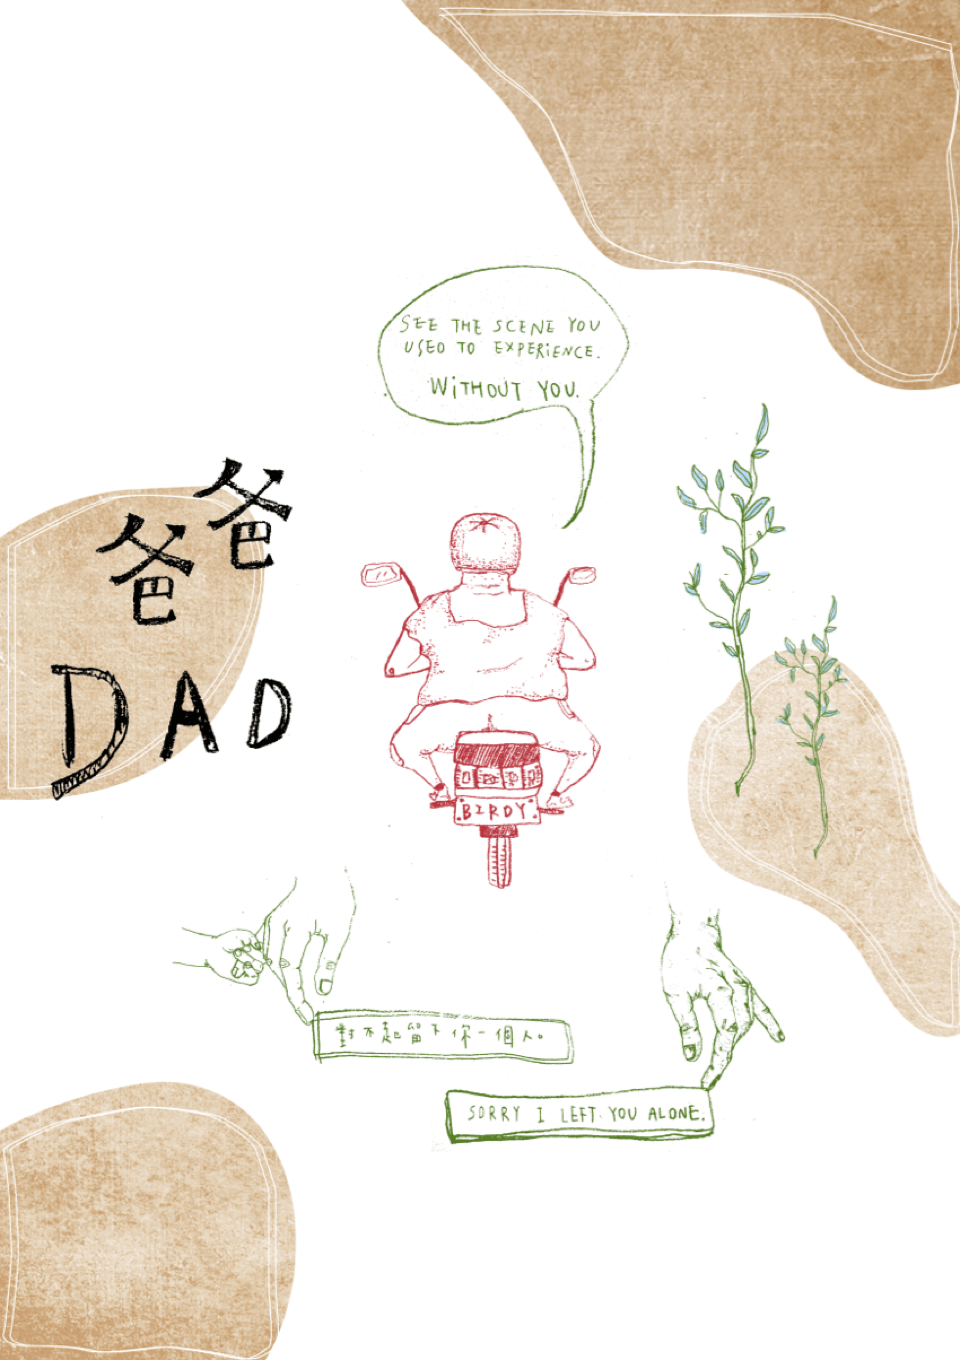 SEE THE SCENE YOU
USED TO EXPERIENCE.
WITHOUT YOU.
爸爸
DAD
BIRDY
對不起留下你一個人。
SORRY I LEFT YOU ALONE.